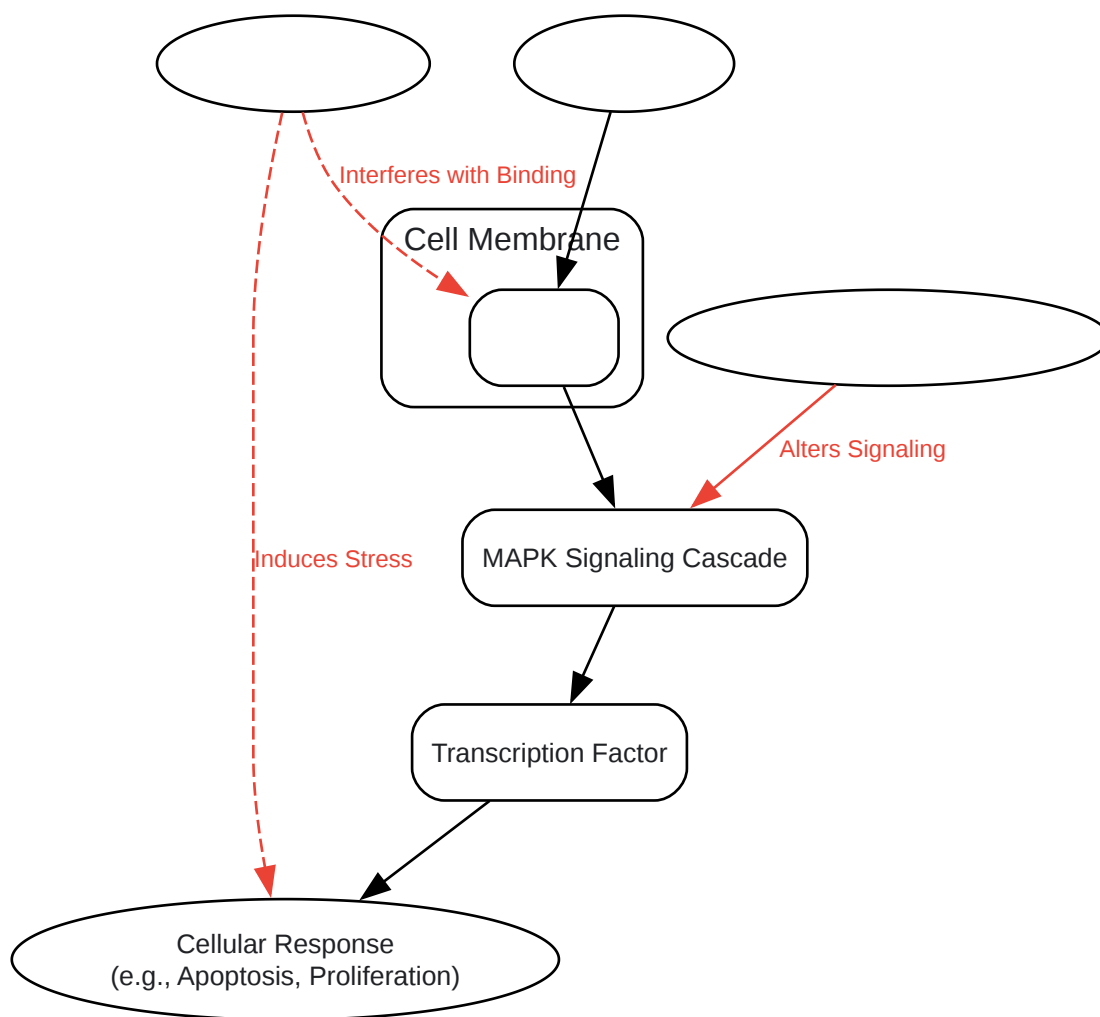 Interferes with Binding
Cell Membrane
Alters Signaling
Induces Stress
MAPK Signaling Cascade
Transcription Factor
Cellular Response
(e.g., Apoptosis, Proliferation)